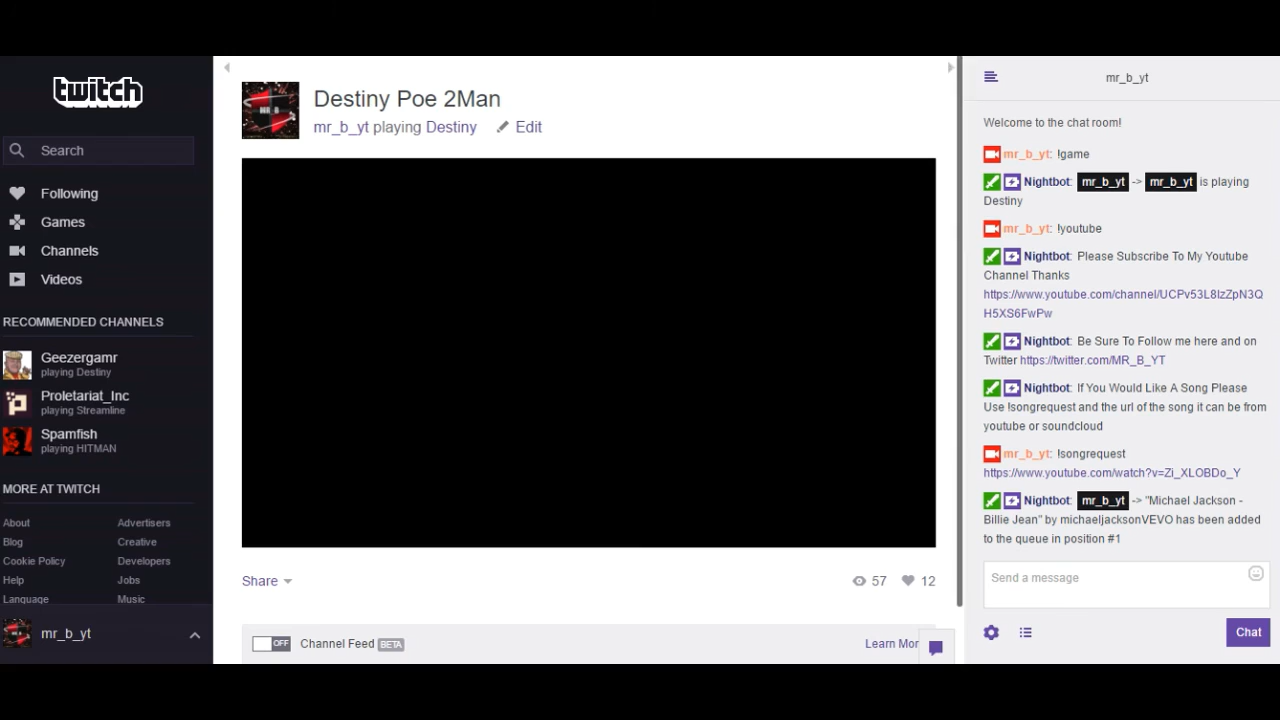 twitch
Search
Following
Games
Channels
Videos
RECOMMENDED CHANNELS
Geezergamr
playing Destiny
Proletariat_Inc
playing Streamline
Spamfish
playing HITMAN
MORE AT TWITCH
About Advertisers
Blog Creative
Cookie Policy Developers
Help Jobs
Language Music
mr_b_yt
Destiny Poe 2Man
mr_b_yt playing Destiny Edit
Share 57 12
OFF Channel Feed BETA Learn Mor
mr_b_yt
Welcome to the chat room!
mr_b_yt: !game
Nightbot: mr_b_yt -> mr_b_yt is playing
Destiny
mr_b_yt: !youtube
Nightbot: Please Subscribe To My Youtube
Channel Thanks
https://www.youtube.com/channel/UCPv53L8IzZpN3Q
H5XS6FwPw
Nightbot: Be Sure To Follow me here and on
Twitter https://twitter.com/MR_B_YT
Nightbot: If You Would Like A Song Please
Use !songrequest and the url of the song it can be from
youtube or soundcloud
mr_b_yt: !songrequest
https://www.youtube.com/watch?v=Zi_XLOBDo_Y
Nightbot: mr_b_yt -> "Michael Jackson -
Billie Jean" by michaeljacksonVEVO has been added
to the queue in position #1
Send a message
Chat